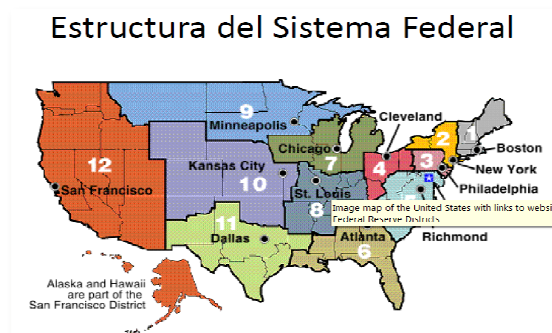 Estructura del Sistema Federal
9
Minneapolis
Cleveland
2
1
Chicago
7
4
3
Boston
12
Kansas City
New York
10
Philadelphia
San Francisco
St. Louis
8
Image map of the United States with links to websi
Federal Reserve Districts
11
Dallas
Atlanta
6
Richmond
Alaska and Hawaii
are part of the
San Francisco District